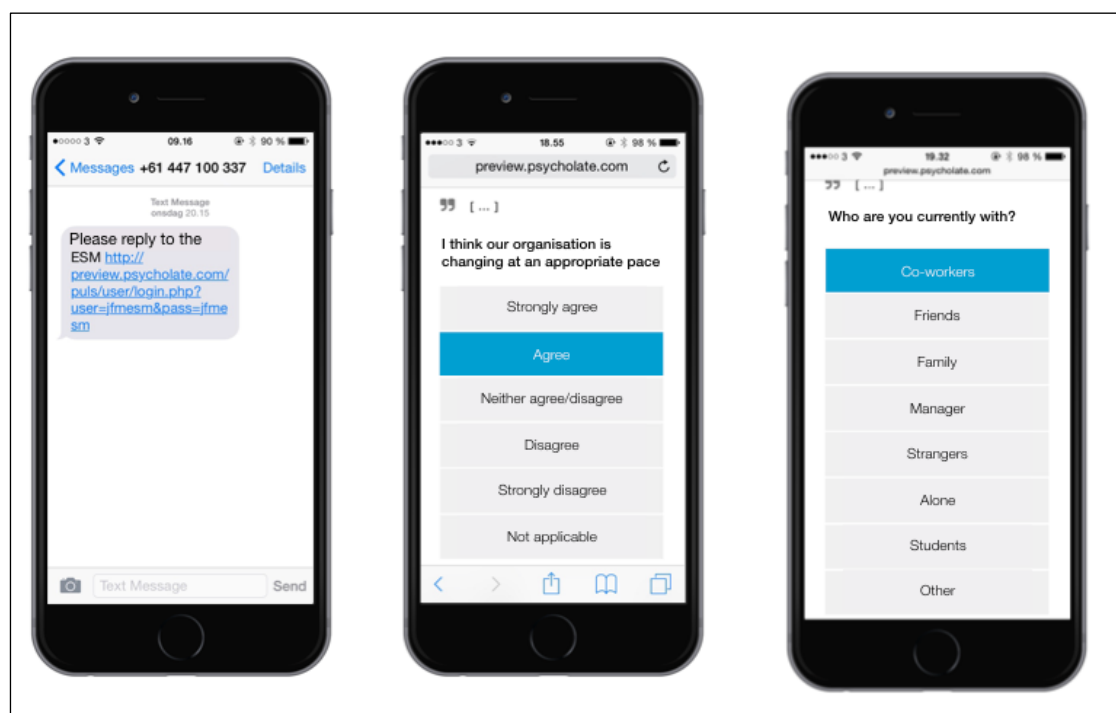 3 09.16 90 %
Messages +61 447 100 337 Details
Text Message
onsdag 20.15
Please reply to the
ESM http://
preview.psycholate.com/
puls/user/login.php?
user=jfmesm&pass=jfme
sm
Text Message Send
3 18.55 98 %
preview.psycholate.com
❞ [ ... ]
I think our organisation is
changing at an appropriate pace
Strongly agree
Agree
Neither agree/disagree
Disagree
Strongly disagree
Not applicable
3 19.32 98 %
preview.psycholate.com
❞ [ ... ]
Who are you currently with?
Co-workers
Friends
Family
Manager
Strangers
Alone
Students
Other